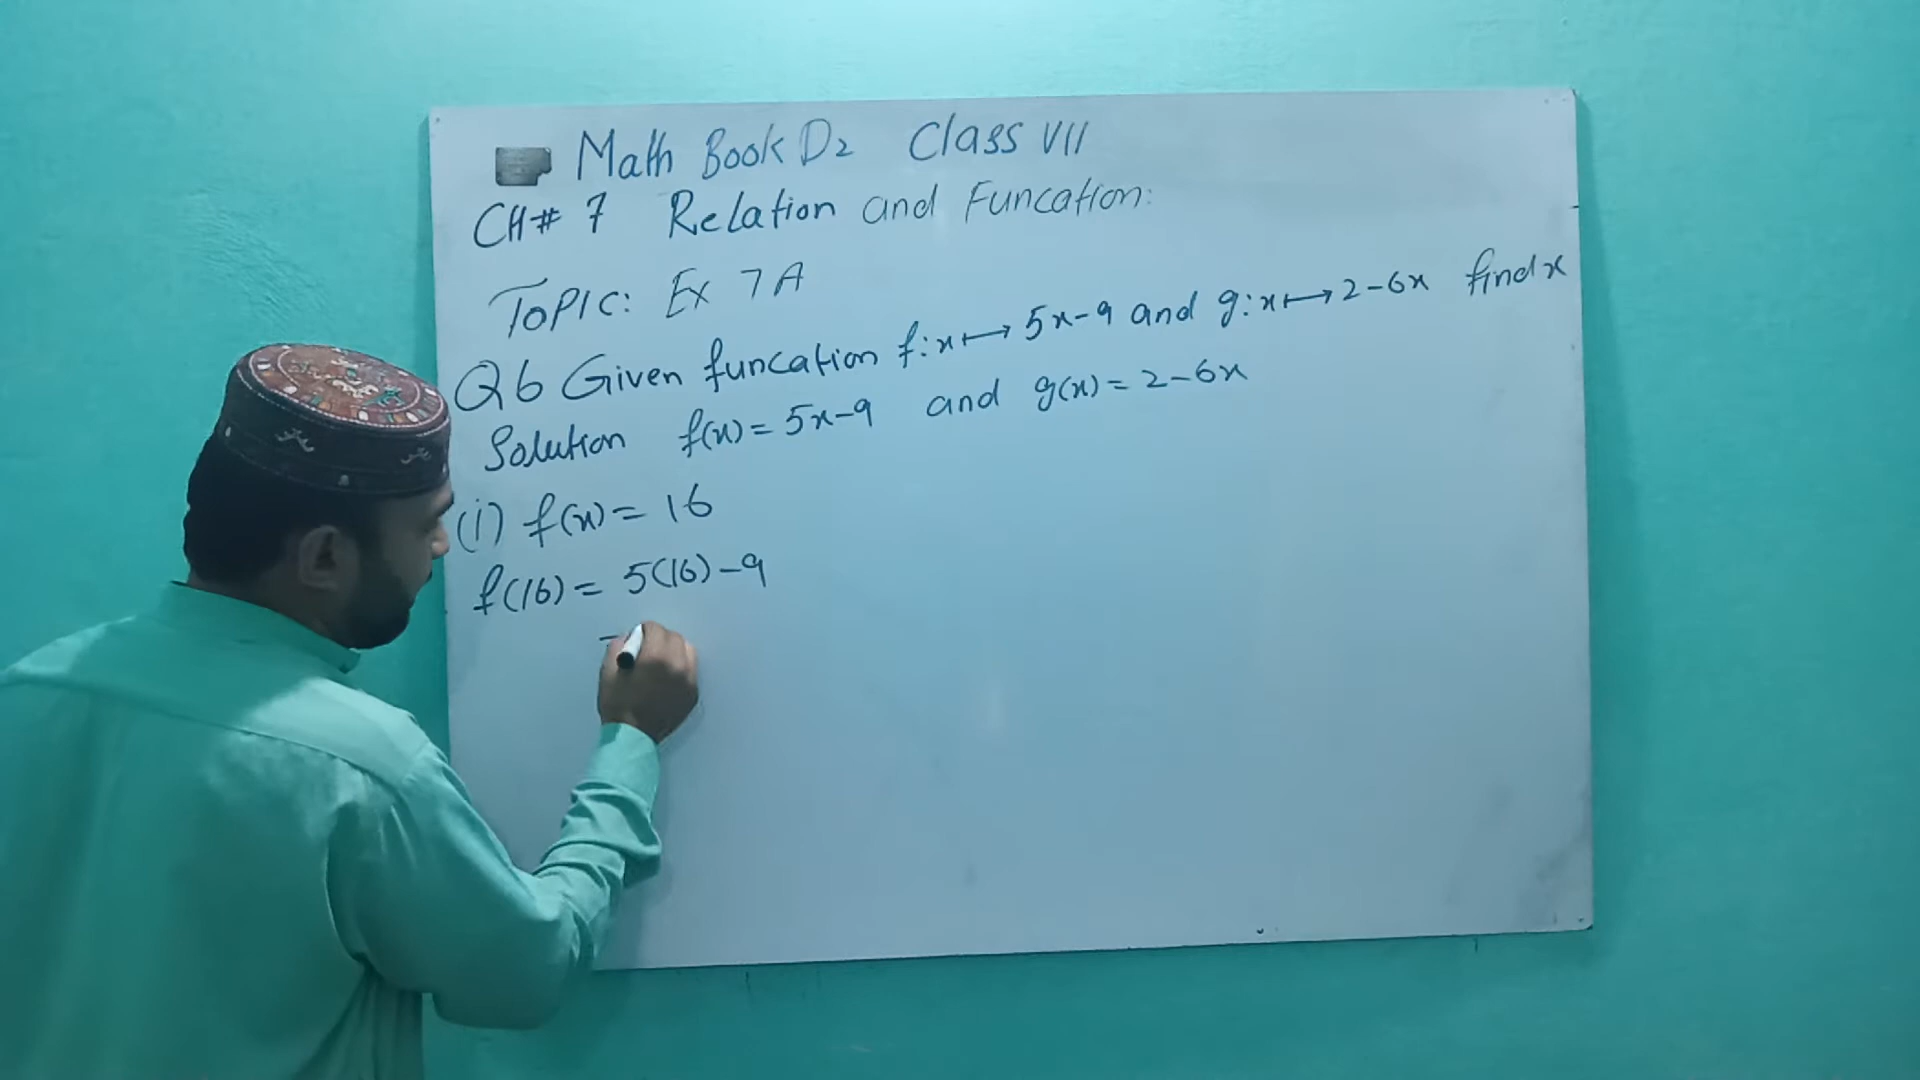 Math Book D2 Class VII
CH# 7 Relation and Funcation:
Topic: Ex 7A
Q6 Given funcation f:x↦5x-9 and g:x↦2-6x find x
Solution f(x)=5x-9 and g(x)=2-6x
(i) f(x)=16
f(16)=5(16)-9